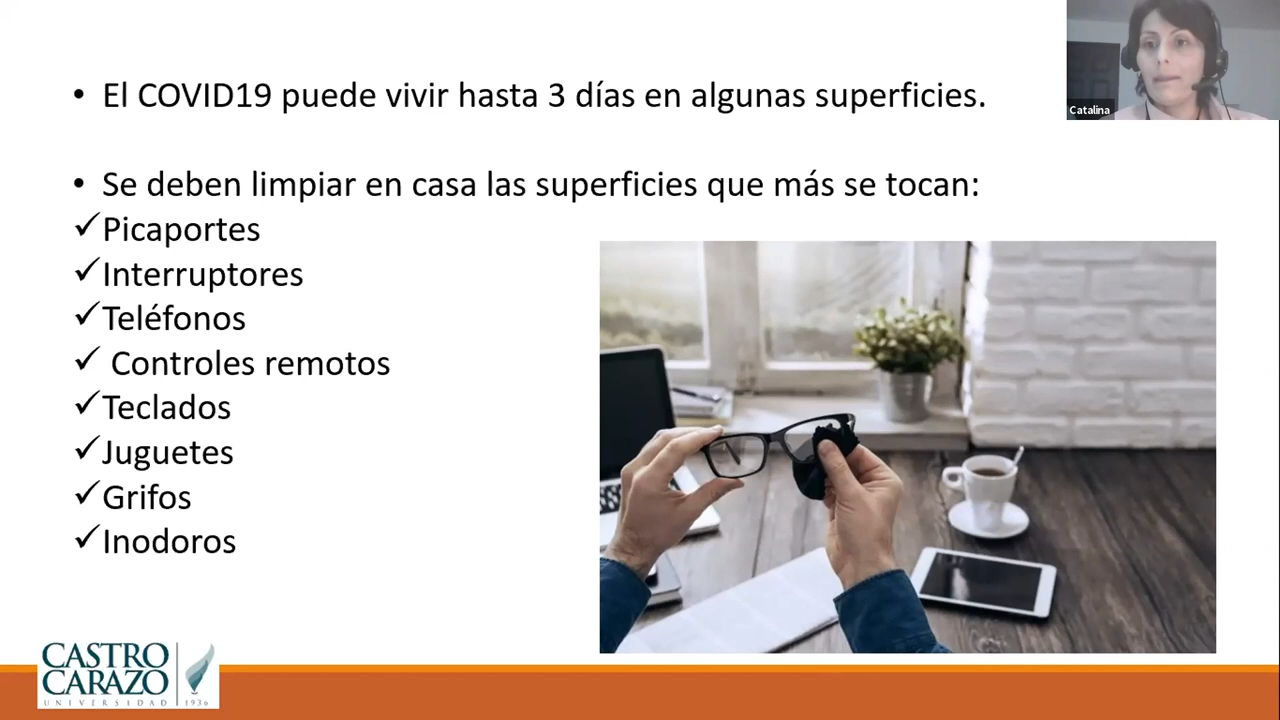 • El COVID19 puede vivir hasta 3 días en algunas superficies.
Catalina
• Se deben limpiar en casa las superficies que más se tocan:
✓Picaportes
✓Interruptores
✓Teléfonos
✓ Controles remotos
✓Teclados
✓Juguetes
✓Grifos
✓Inodoros
CASTRO
CARAZO
UNIVERSIDAD 1936